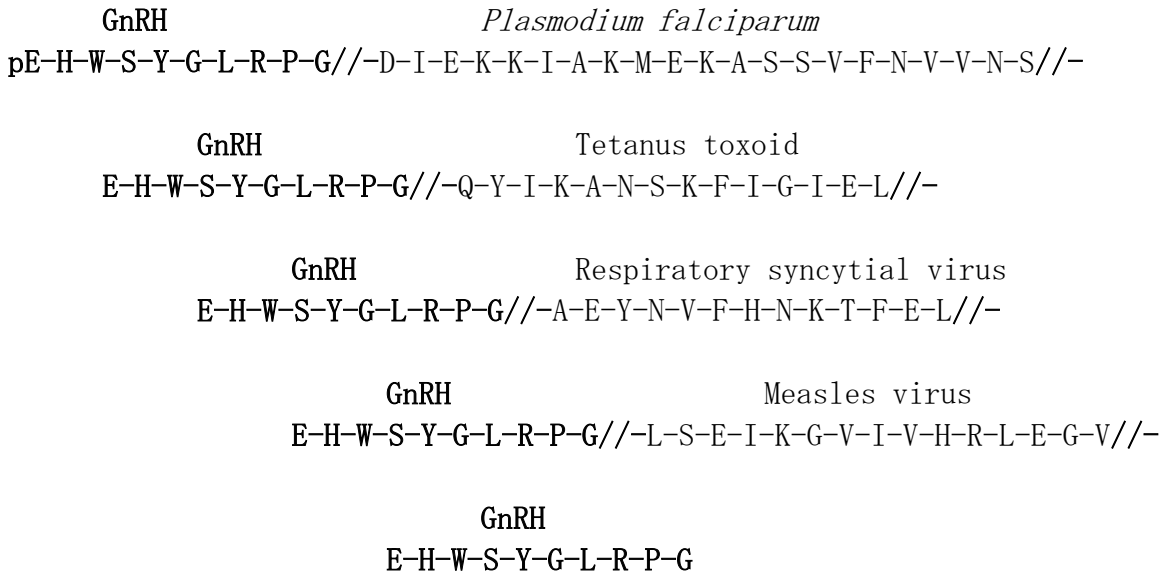 GnRH Plasmodium falciparum
pE-H-W-S-Y-G-L-R-P-G//-D-I-E-K-K-I-A-K-M-E-K-A-S-S-V-F-N-V-V-N-S//-
GnRH Tetanus toxoid
E-H-W-S-Y-G-L-R-P-G//-Q-Y-I-K-A-N-S-K-F-I-G-I-E-L//-
GnRH Respiratory syncytial virus
E-H-W-S-Y-G-L-R-P-G//-A-E-Y-N-V-F-H-N-K-T-F-E-L//-
GnRH Measles virus
E-H-W-S-Y-G-L-R-P-G//-L-S-E-I-K-G-V-I-V-H-R-L-E-G-V//-
GnRH
E-H-W-S-Y-G-L-R-P-G